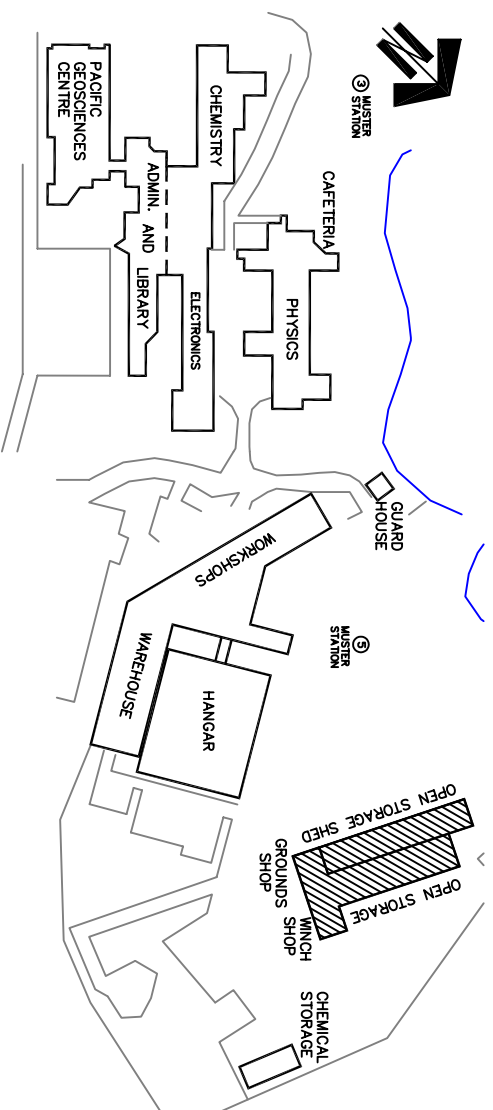 N
3
MUSTER
STATION
PACIFIC
GEOSCIENCES
CENTRE
CHEMISTRY
ADMIN. AND
LIBRARY
CAFETERIA
ELECTRONICS
PHYSICS
GUARD
HOUSE
WORKSHOPS
5
MUSTER
STATION
WAREHOUSE
HANGAR
OPEN STORAGE SHED
OPEN STORAGE
GROUNDS
SHOP
WINCH
SHOP
CHEMICAL
STORAGE